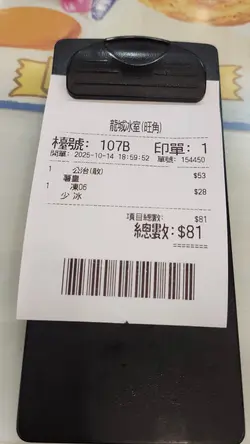 龍城冰室(旺角)
檯號: 107B 印單: 1
開單: 2025-10-14 18:59:52 單號: 154450
1 公治(敵) $53
薯皇
1 凍06 $28
少 冰
項目總數: $81
總數: $81